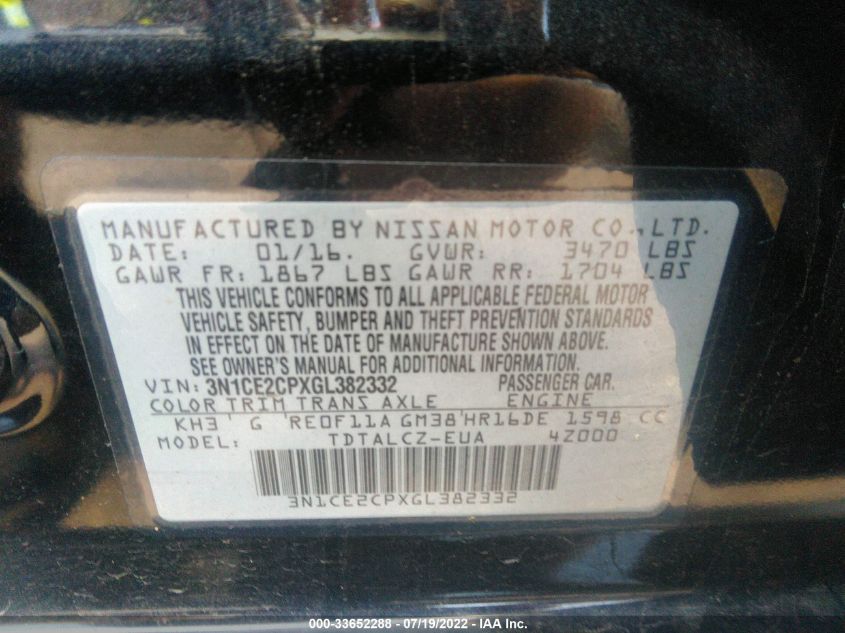 MANUFACTURED BY NISSAN MOTOR CO.,LTD.
DATE: 01/16. GVWR: 3470 LBS
GAWR FR: 1867 LBS GAWR RR: 1704 LBS
THIS VEHICLE CONFORMS TO ALL APPLICABLE FEDERAL MOTOR
VEHICLE SAFETY, BUMPER AND THEFT PREVENTION STANDARDS
IN EFFECT ON THE DATE OF MANUFACTURE SHOWN ABOVE.
SEE OWNER'S MANUAL FOR ADDITIONAL INFORMATION.
VIN: 3N1CE2CPXGL382332 PASSENGER CAR.
COLOR TRIM TRANS AXLE ENGINE
KH3' G RE0F11A GM38'HR16DE 1598 CC
MODEL: TDTALCZ-EUA 4Z000
3N1CE2CPXGL382332
000-33652288 - 07/19/2022 - IAA Inc.